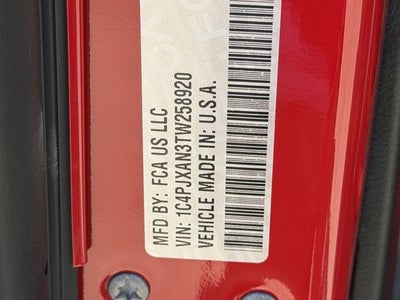 MFD BY: FCA US LLC
VIN: 1C4PJXAN3TW258920
VEHICLE MADE IN: U.S.A.